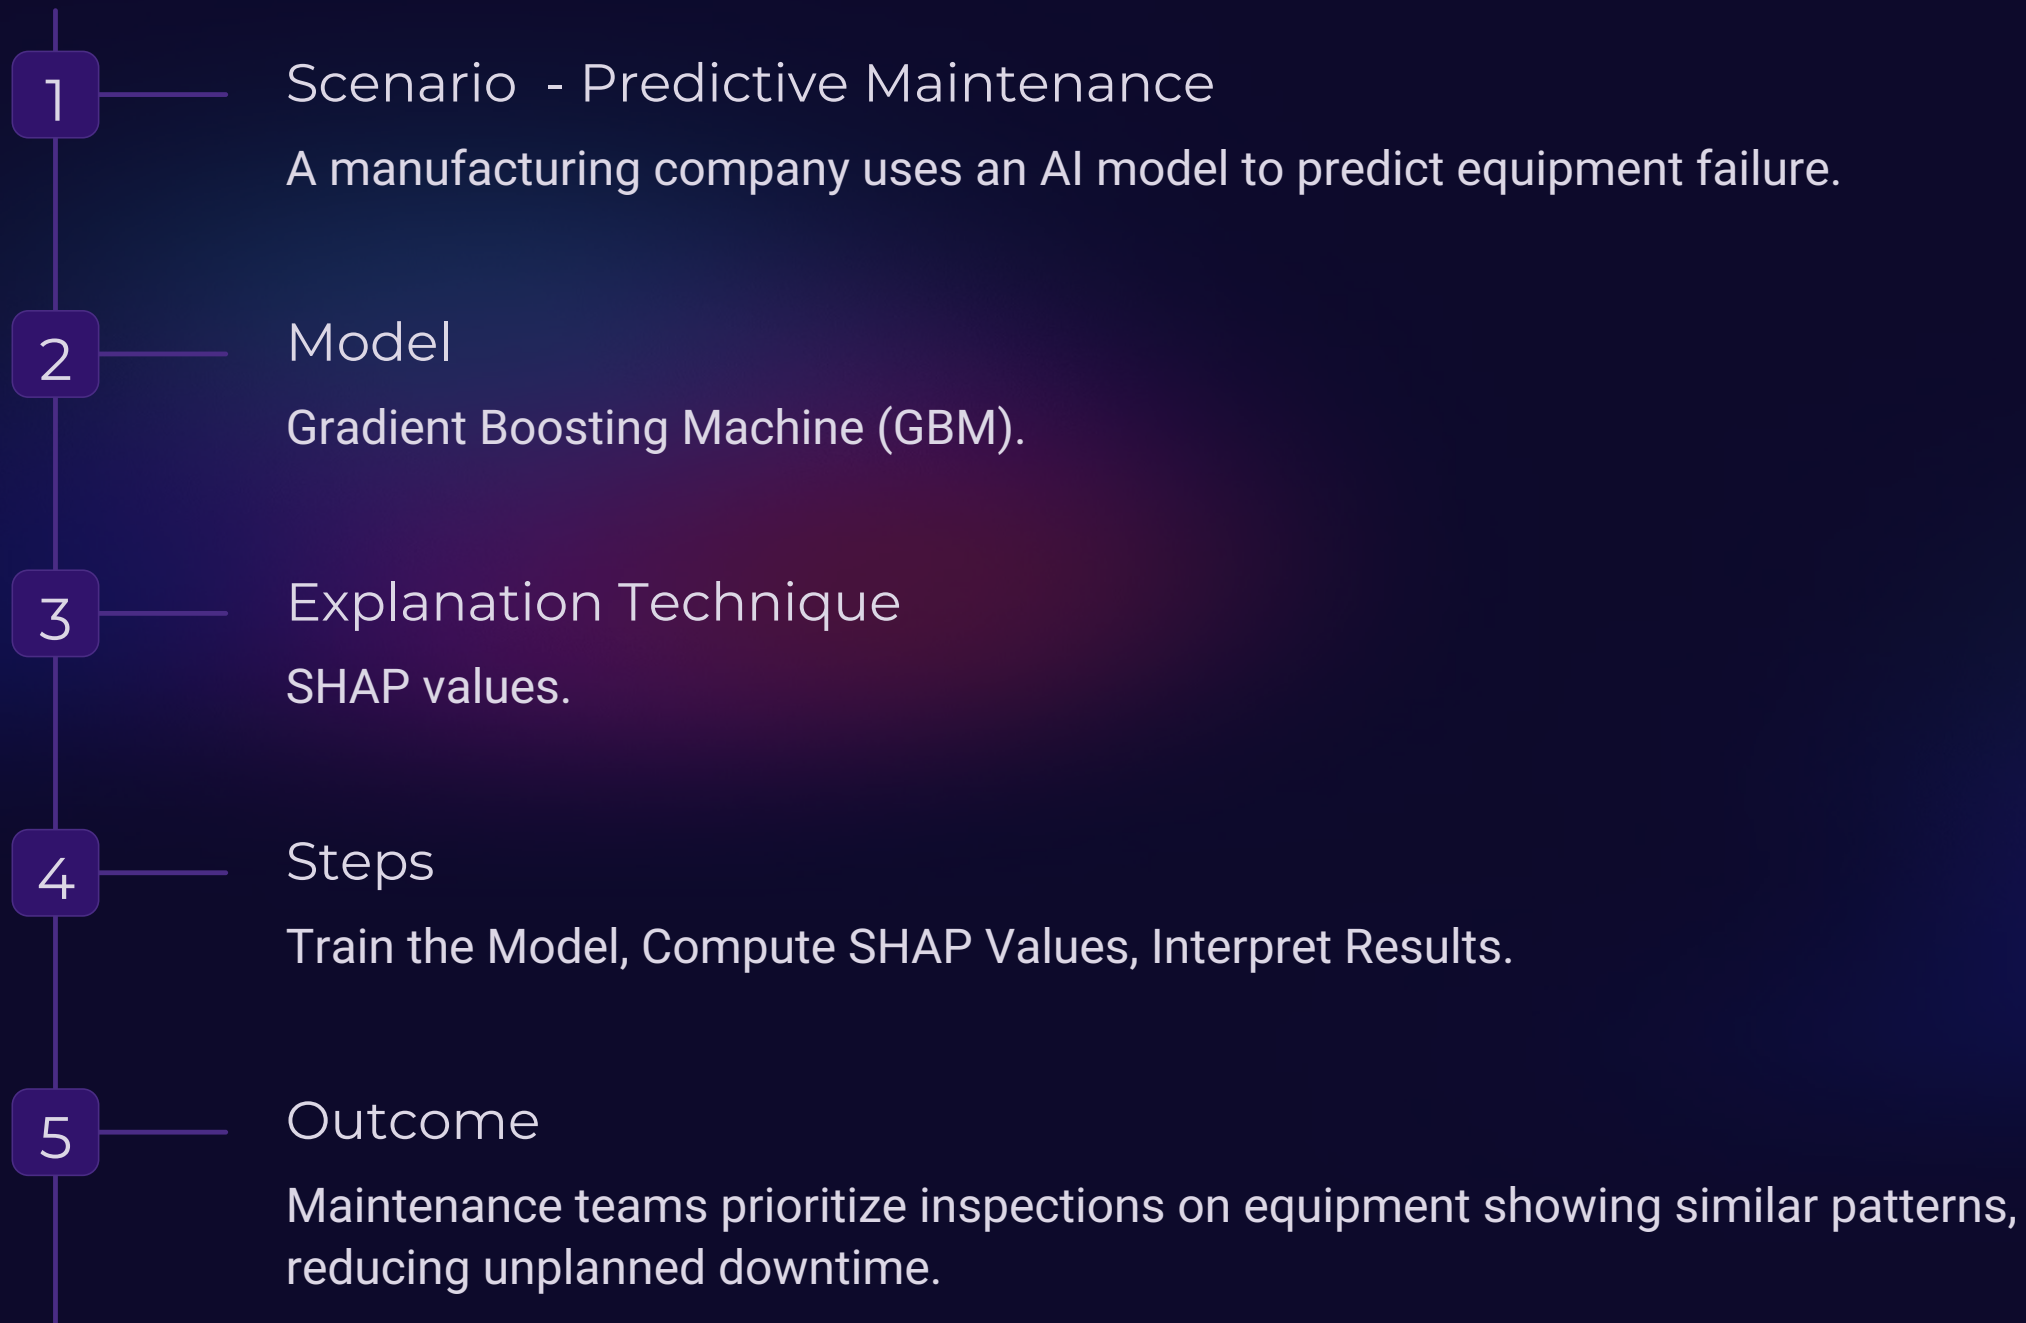 1
Scenario - Predictive Maintenance
A manufacturing company uses an AI model to predict equipment failure.
2
Model
Gradient Boosting Machine (GBM).
3
Explanation Technique
SHAP values.
4
Steps
Train the Model, Compute SHAP Values, Interpret Results.
5
Outcome
Maintenance teams prioritize inspections on equipment showing similar patterns,
reducing unplanned downtime.